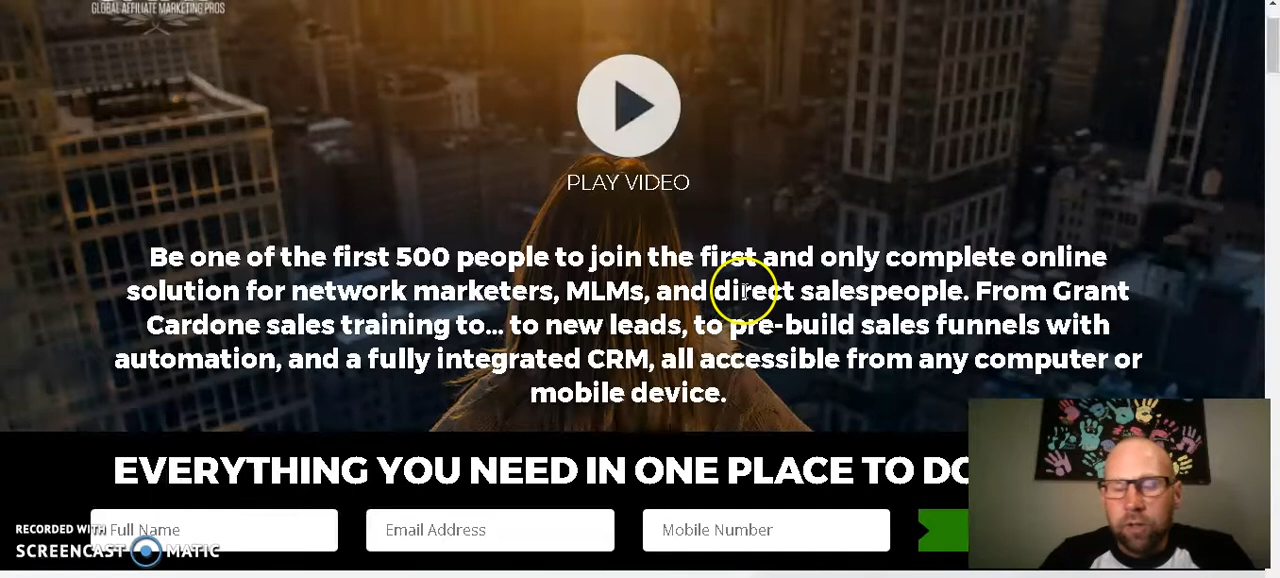 GLOBAL AFFILIATE MARKETING PROS
PLAY VIDEO
Be one of the first 500 people to join the first and only complete online
solution for network marketers, MLMs, and direct salespeople. From Grant
Cardone sales training to... to new leads, to pre-build sales funnels with
automation, and a fully integrated CRM, all accessible from any computer or
mobile device.
EVERYTHING YOU NEED IN ONE PLACE TO DO
Full Name
Email Address
Mobile Number
RECORDED WITH
SCREENCAST MATIC